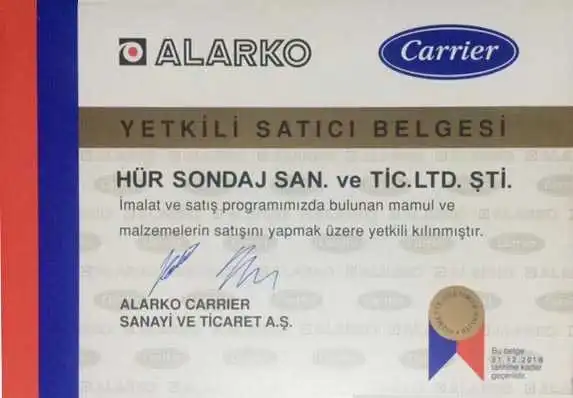 ALARKO
Carrier
YETKİLİ SATICI BELGESİ
HÜR SONDAJ SAN. ve TİC.LTD. ŞTİ.
İmalat ve satış programımızda bulunan mamul ve
malzemelerin satışını yapmak üzere yetkili kılınmıştır.
ALARKO CARRIER
SANAYİ VE TİCARET A.Ş.
Bu belge
31.12.2018
tarihine kadar
geçerlidir.